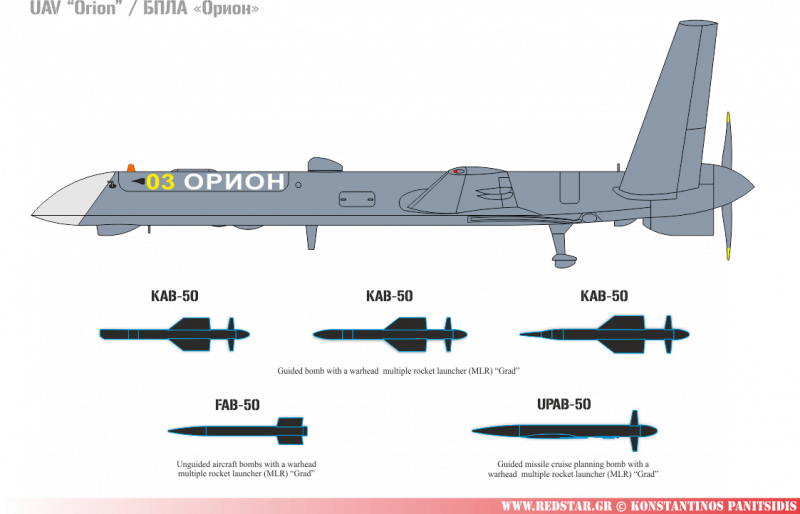 UAV “Orion” / БПЛА «Орион»
03 ОРИОН
KAB-50
KAB-50
KAB-50
Guided bomb with a warhead multiple rocket launcher (MLR) “Grad”
FAB-50
Unguided aircraft bombs with a warhead
multiple rocket launcher (MLR) “Grad”
UPAB-50
Guided missile cruise planning bomb with a
warhead multiple rocket launcher (MLR) “Grad”
WWW.REDSTAR.GR © KONSTANTINOS PANITSIDIS